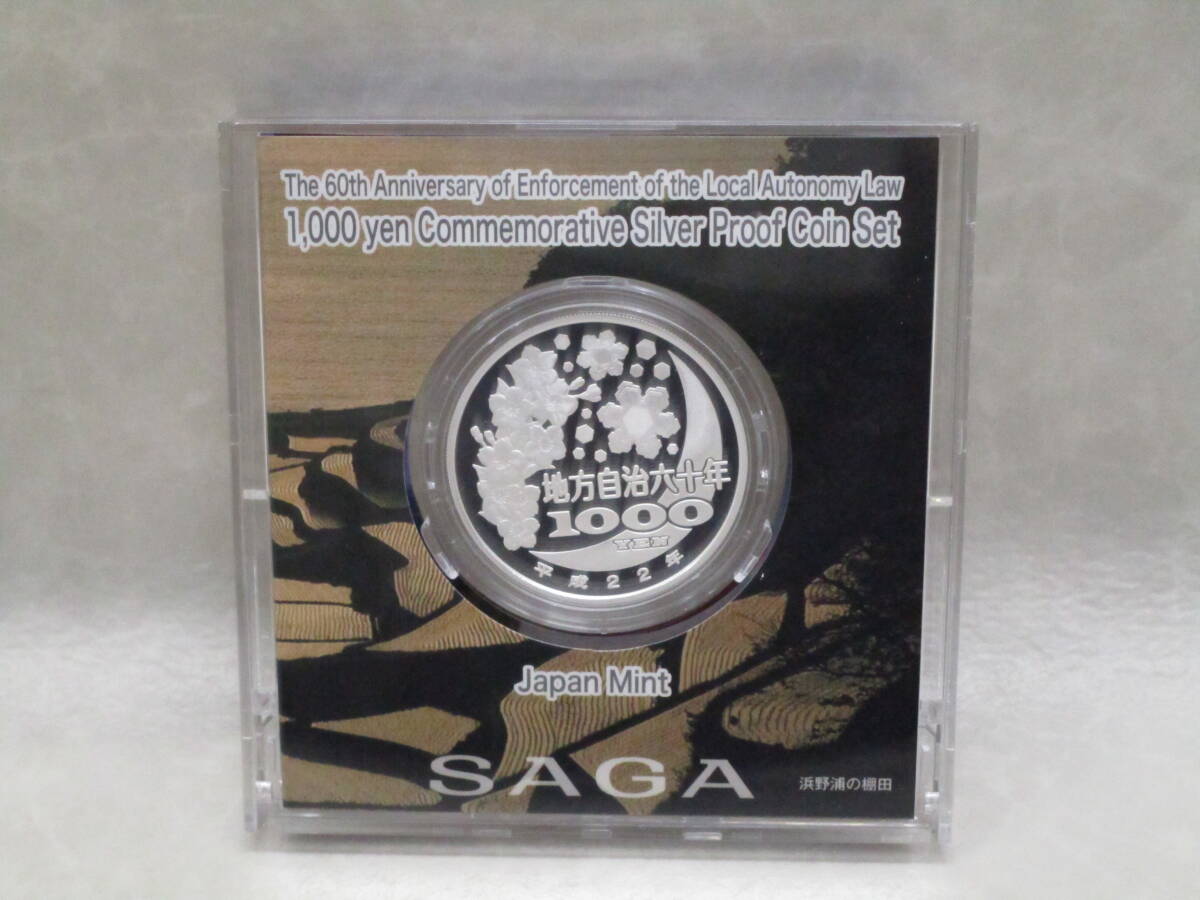 The 60th Anniversary of Enforcement of the Local Autonomy Law
1,000 yen Commemorative Silver Proof Coin Set
地方自治六十年
1000
YEN
平成22年
Japan Mint
SAGA
浜野浦の棚田